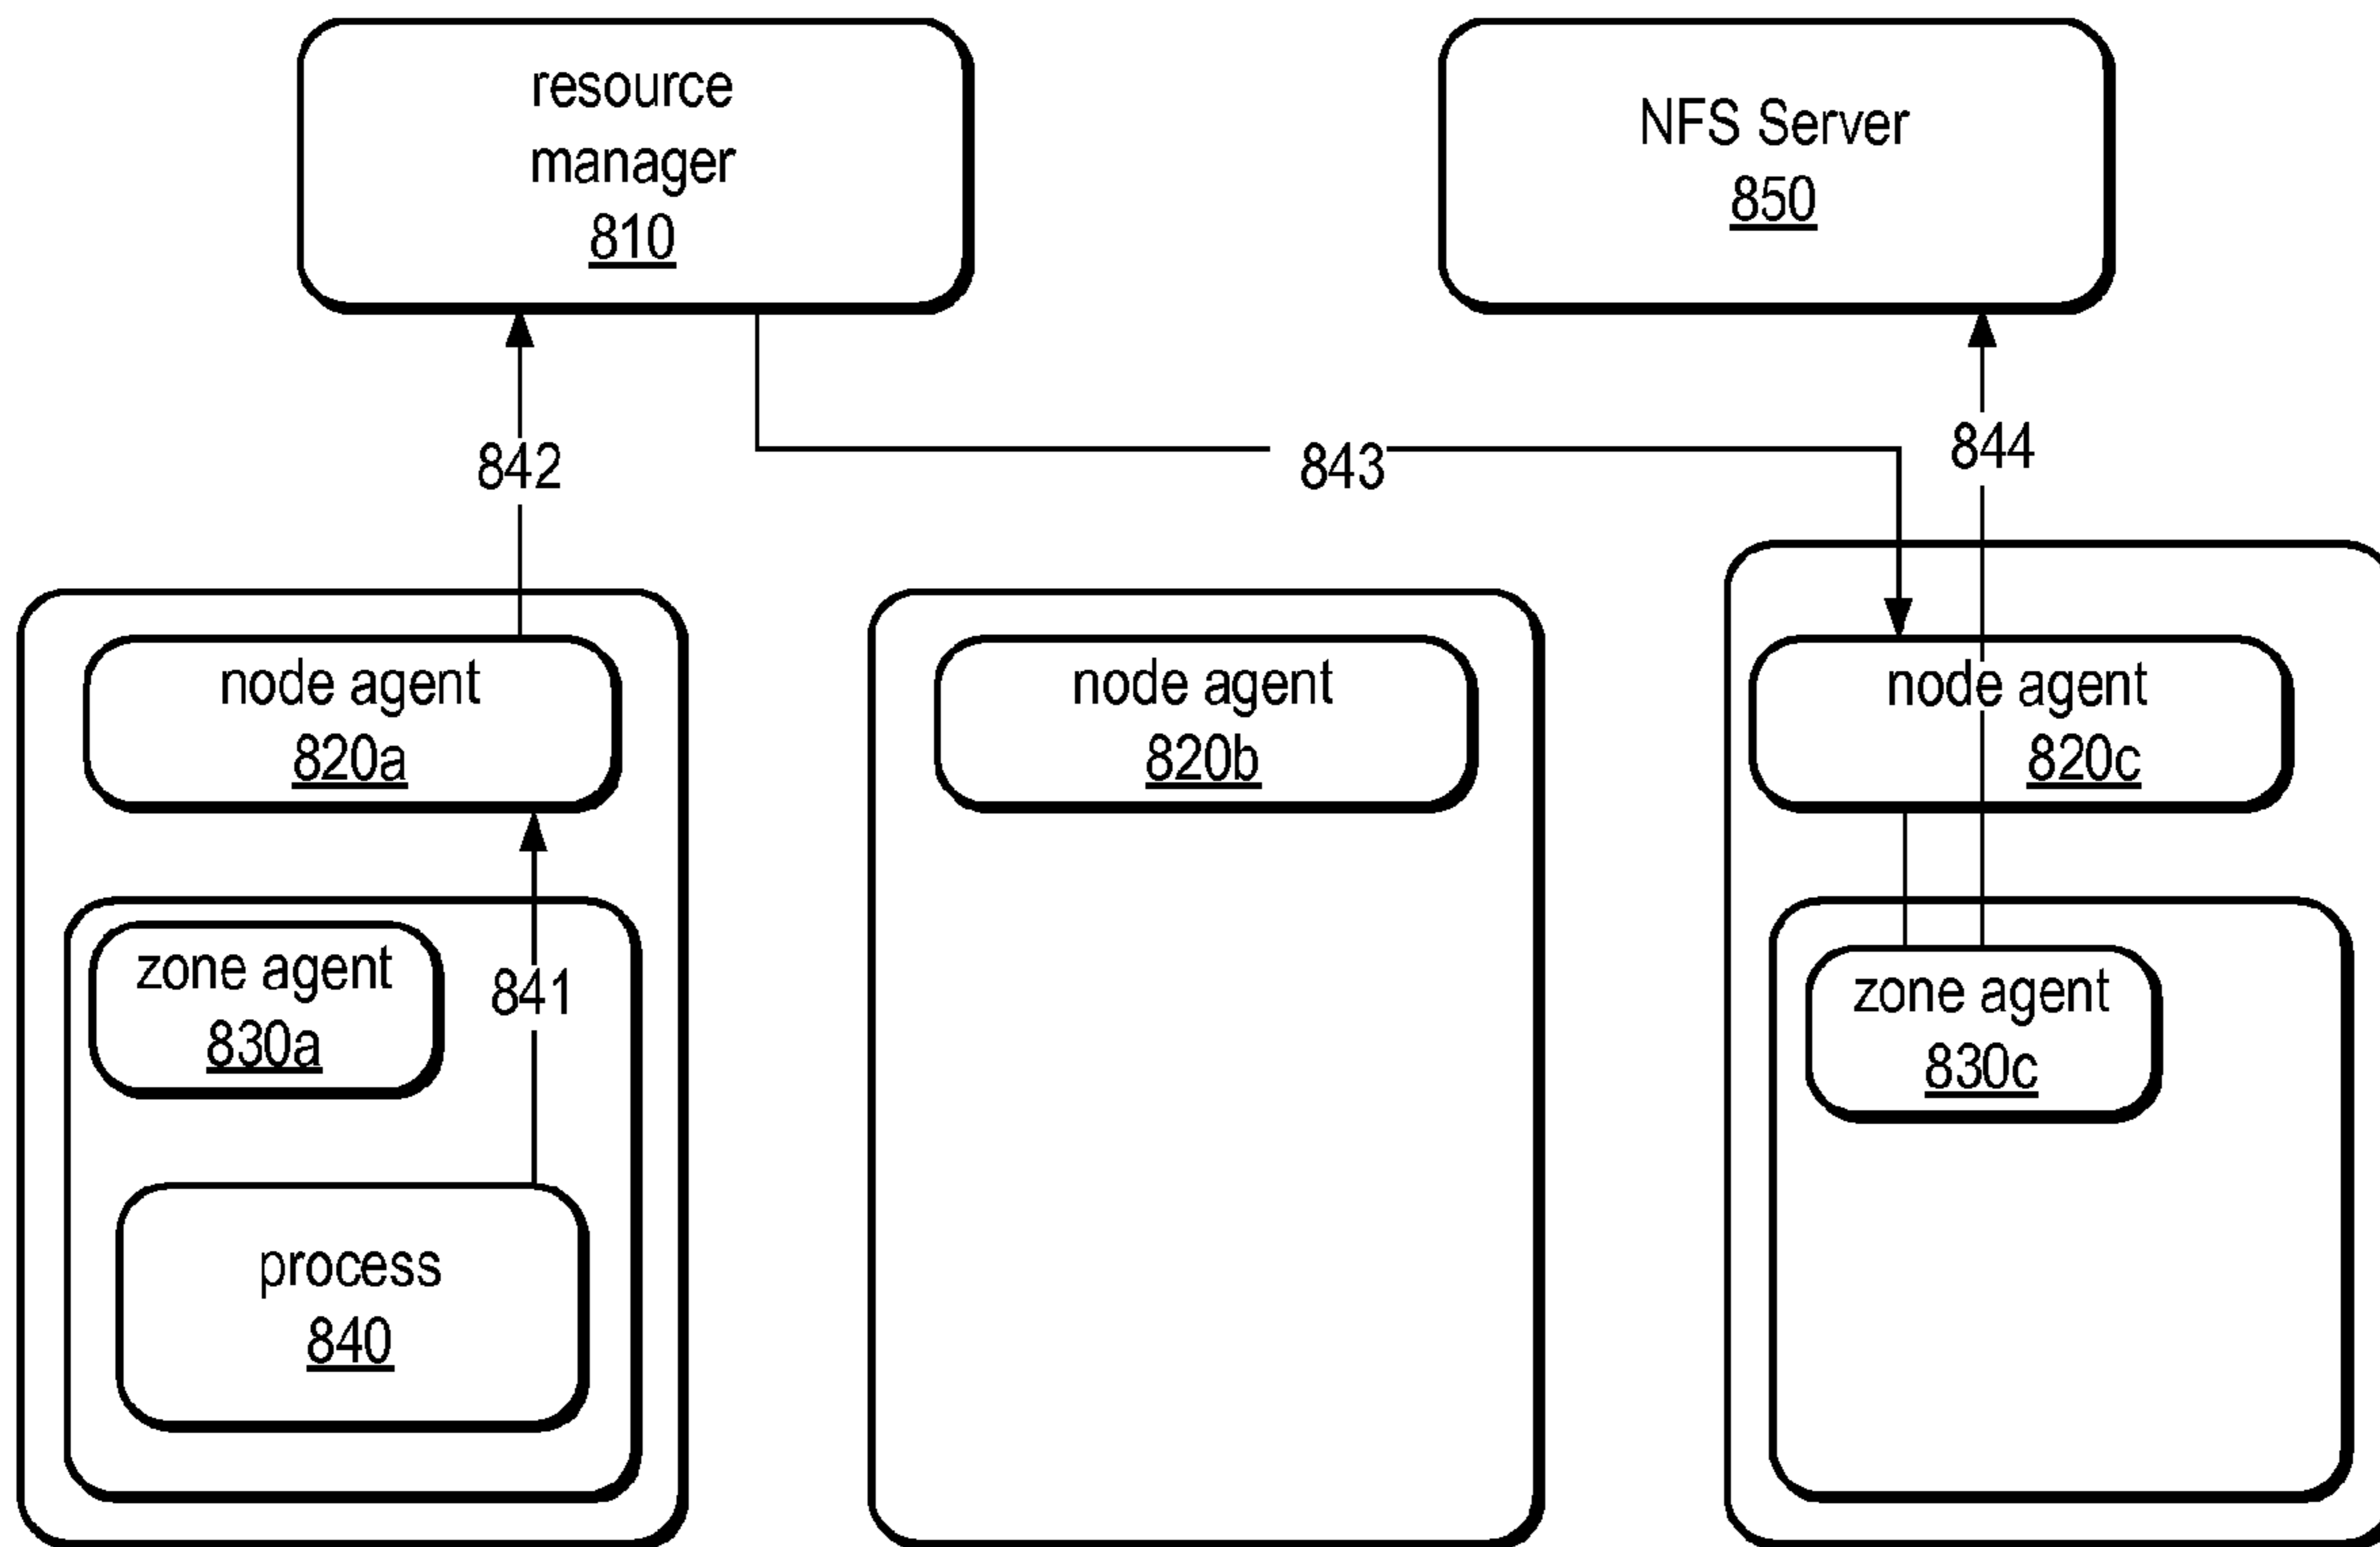 resource
manager
810
NFS Server
850
842
843
844
node agent
820a
node agent
820b
node agent
820c
zone agent
830a
841
zone agent
830c
process
840